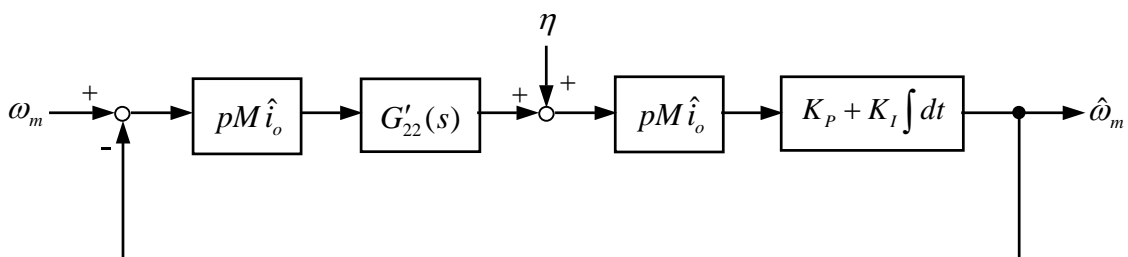 η
ω_m + - pM î_o G′_22(s) + + pM î_o K_P + K_I ∫ dt ω̂_m